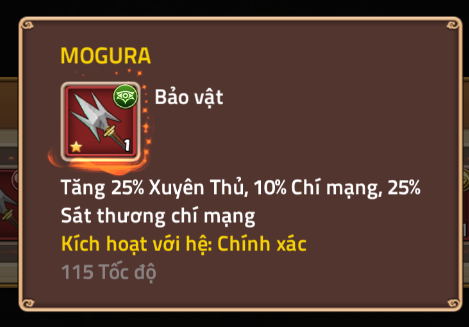 MOGURA
Bảo vật
1
Tăng 25% Xuyên Thủ, 10% Chí mạng, 25%
Sát thương chí mạng
Kích hoạt với hệ: Chính xác
115 Tốc độ